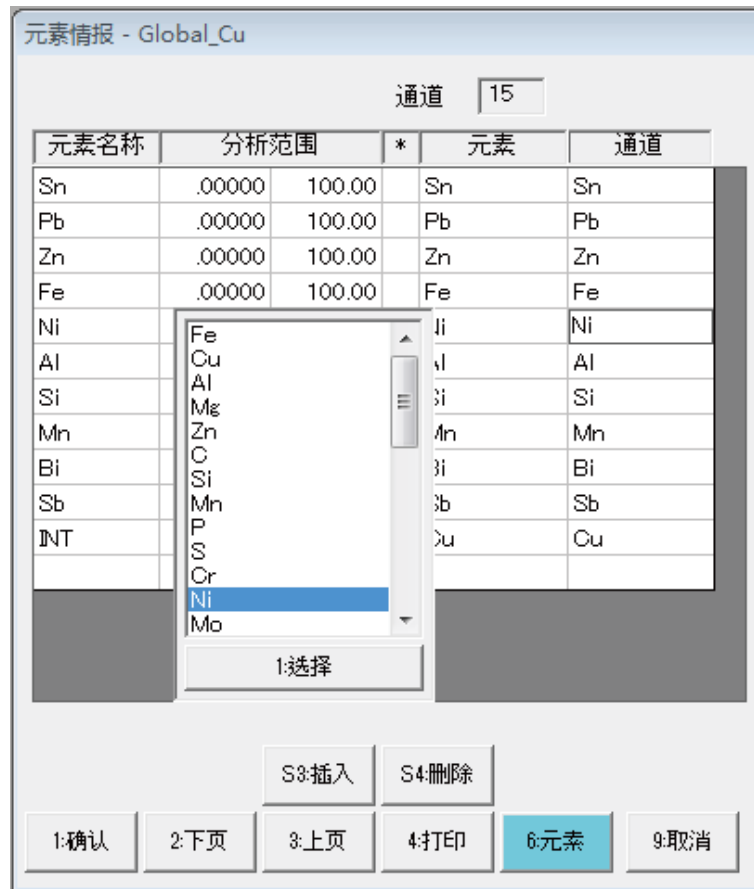 元素情报 - Global_Cu
通道 15
元素名称 分析范围 * 元素 通道
Sn .00000 100.00 Sn Sn
Pb .00000 100.00 Pb Pb
Zn .00000 100.00 Zn Zn
Fe .00000 100.00 Fe Fe
Ni Ni
Al Al
Si Si
Mn Mn
Bi Bi
Sb Sb
INT Cu
Fe
Cu
Al
Mg
Zn
C
Si
Mn
P
S
Cr
Ni
Mo
1:选择
S3:插入 S4:删除
1:确认 2:下页 3:上页 4:打印 6:元素 9:取消